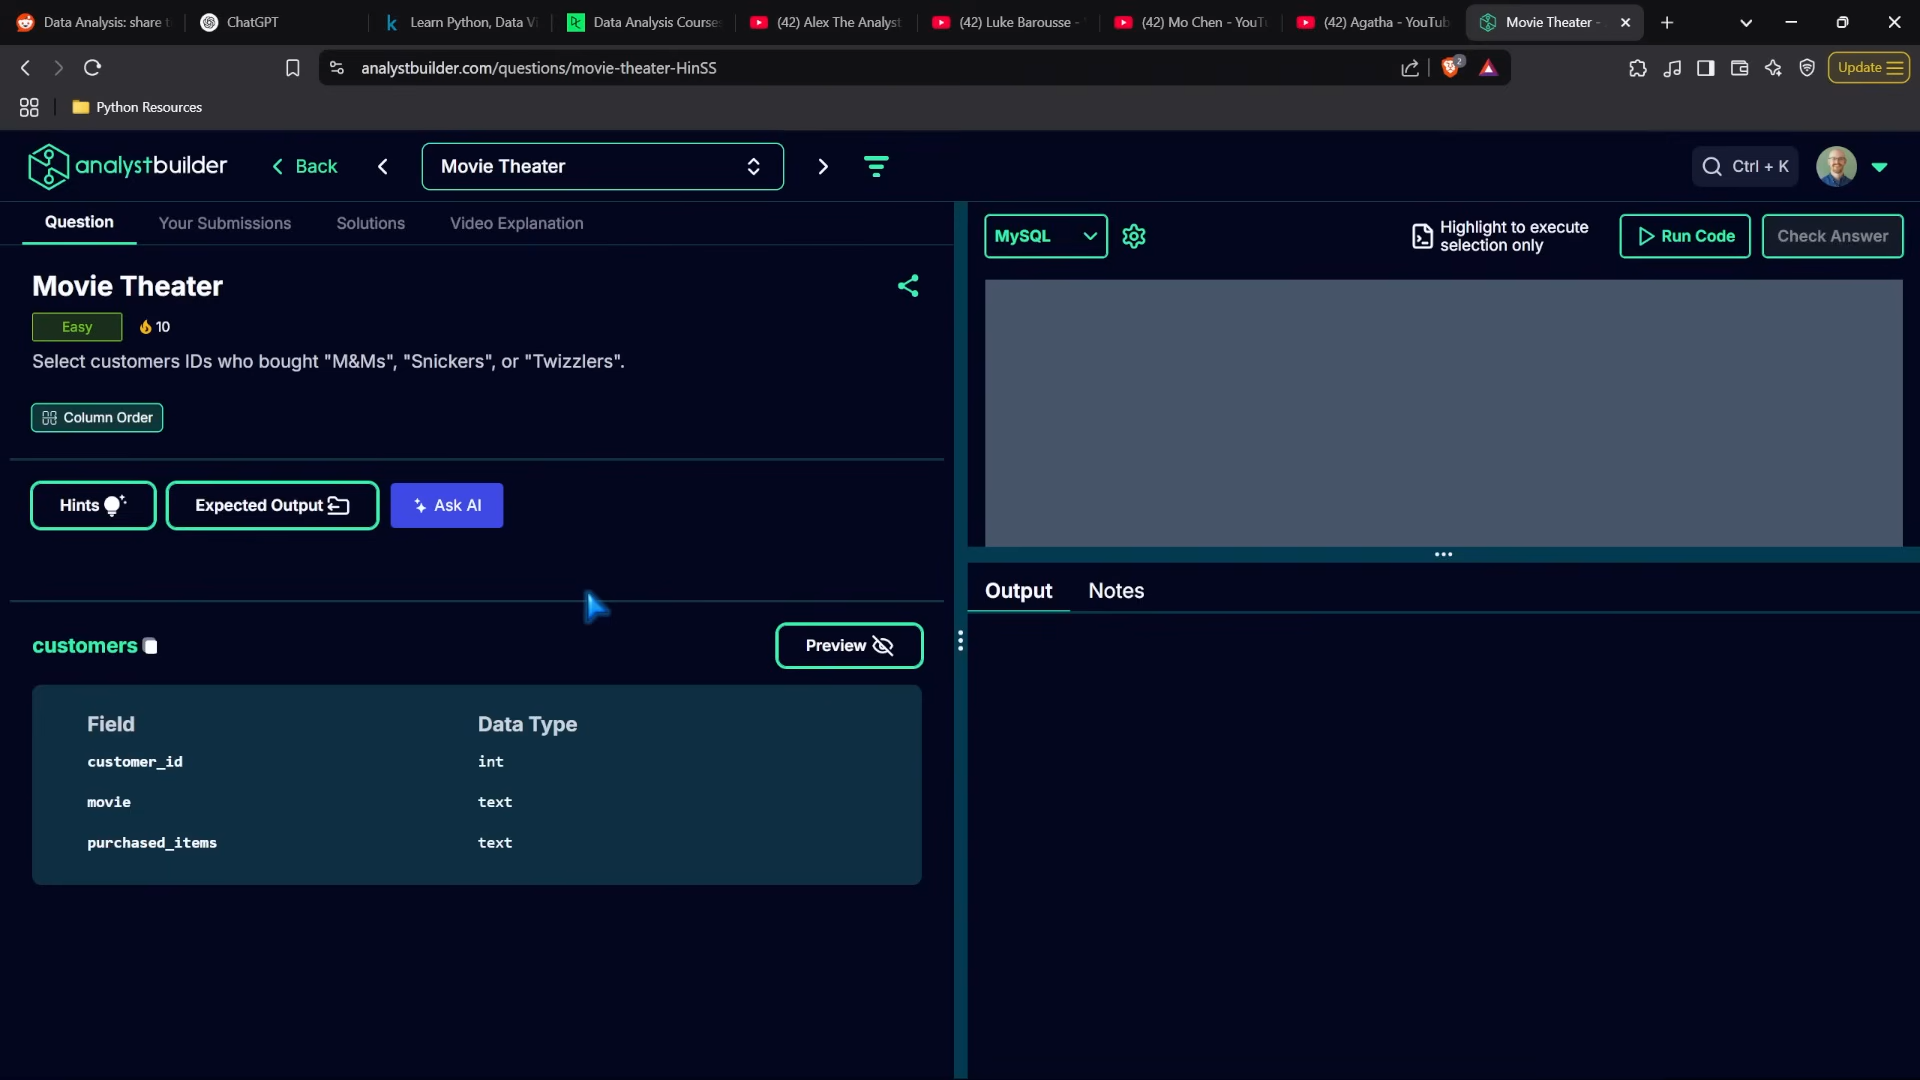 Data Analysis: share t
ChatGPT
Learn Python, Data Vi
Data Analysis Courses
(42) Alex The Analyst
(42) Luke Barousse -
(42) Mo Chen - YouTu
(42) Agatha - YouTub
Movie Theater -
analystbuilder.com/questions/movie-theater-HinSS
2
Update
Python Resources
analystbuilder
Back
Movie Theater
Ctrl + K
Question
Your Submissions
Solutions
Video Explanation
MySQL
Highlight to execute
selection only
Run Code
Check Answer
Movie Theater
Easy
10
Select customers IDs who bought "M&Ms", "Snickers", or "Twizzlers".
Column Order
Hints
Expected Output
Ask AI
Output
Notes
customers
Preview
Field
Data Type
customer_id
int
movie
text
purchased_items
text